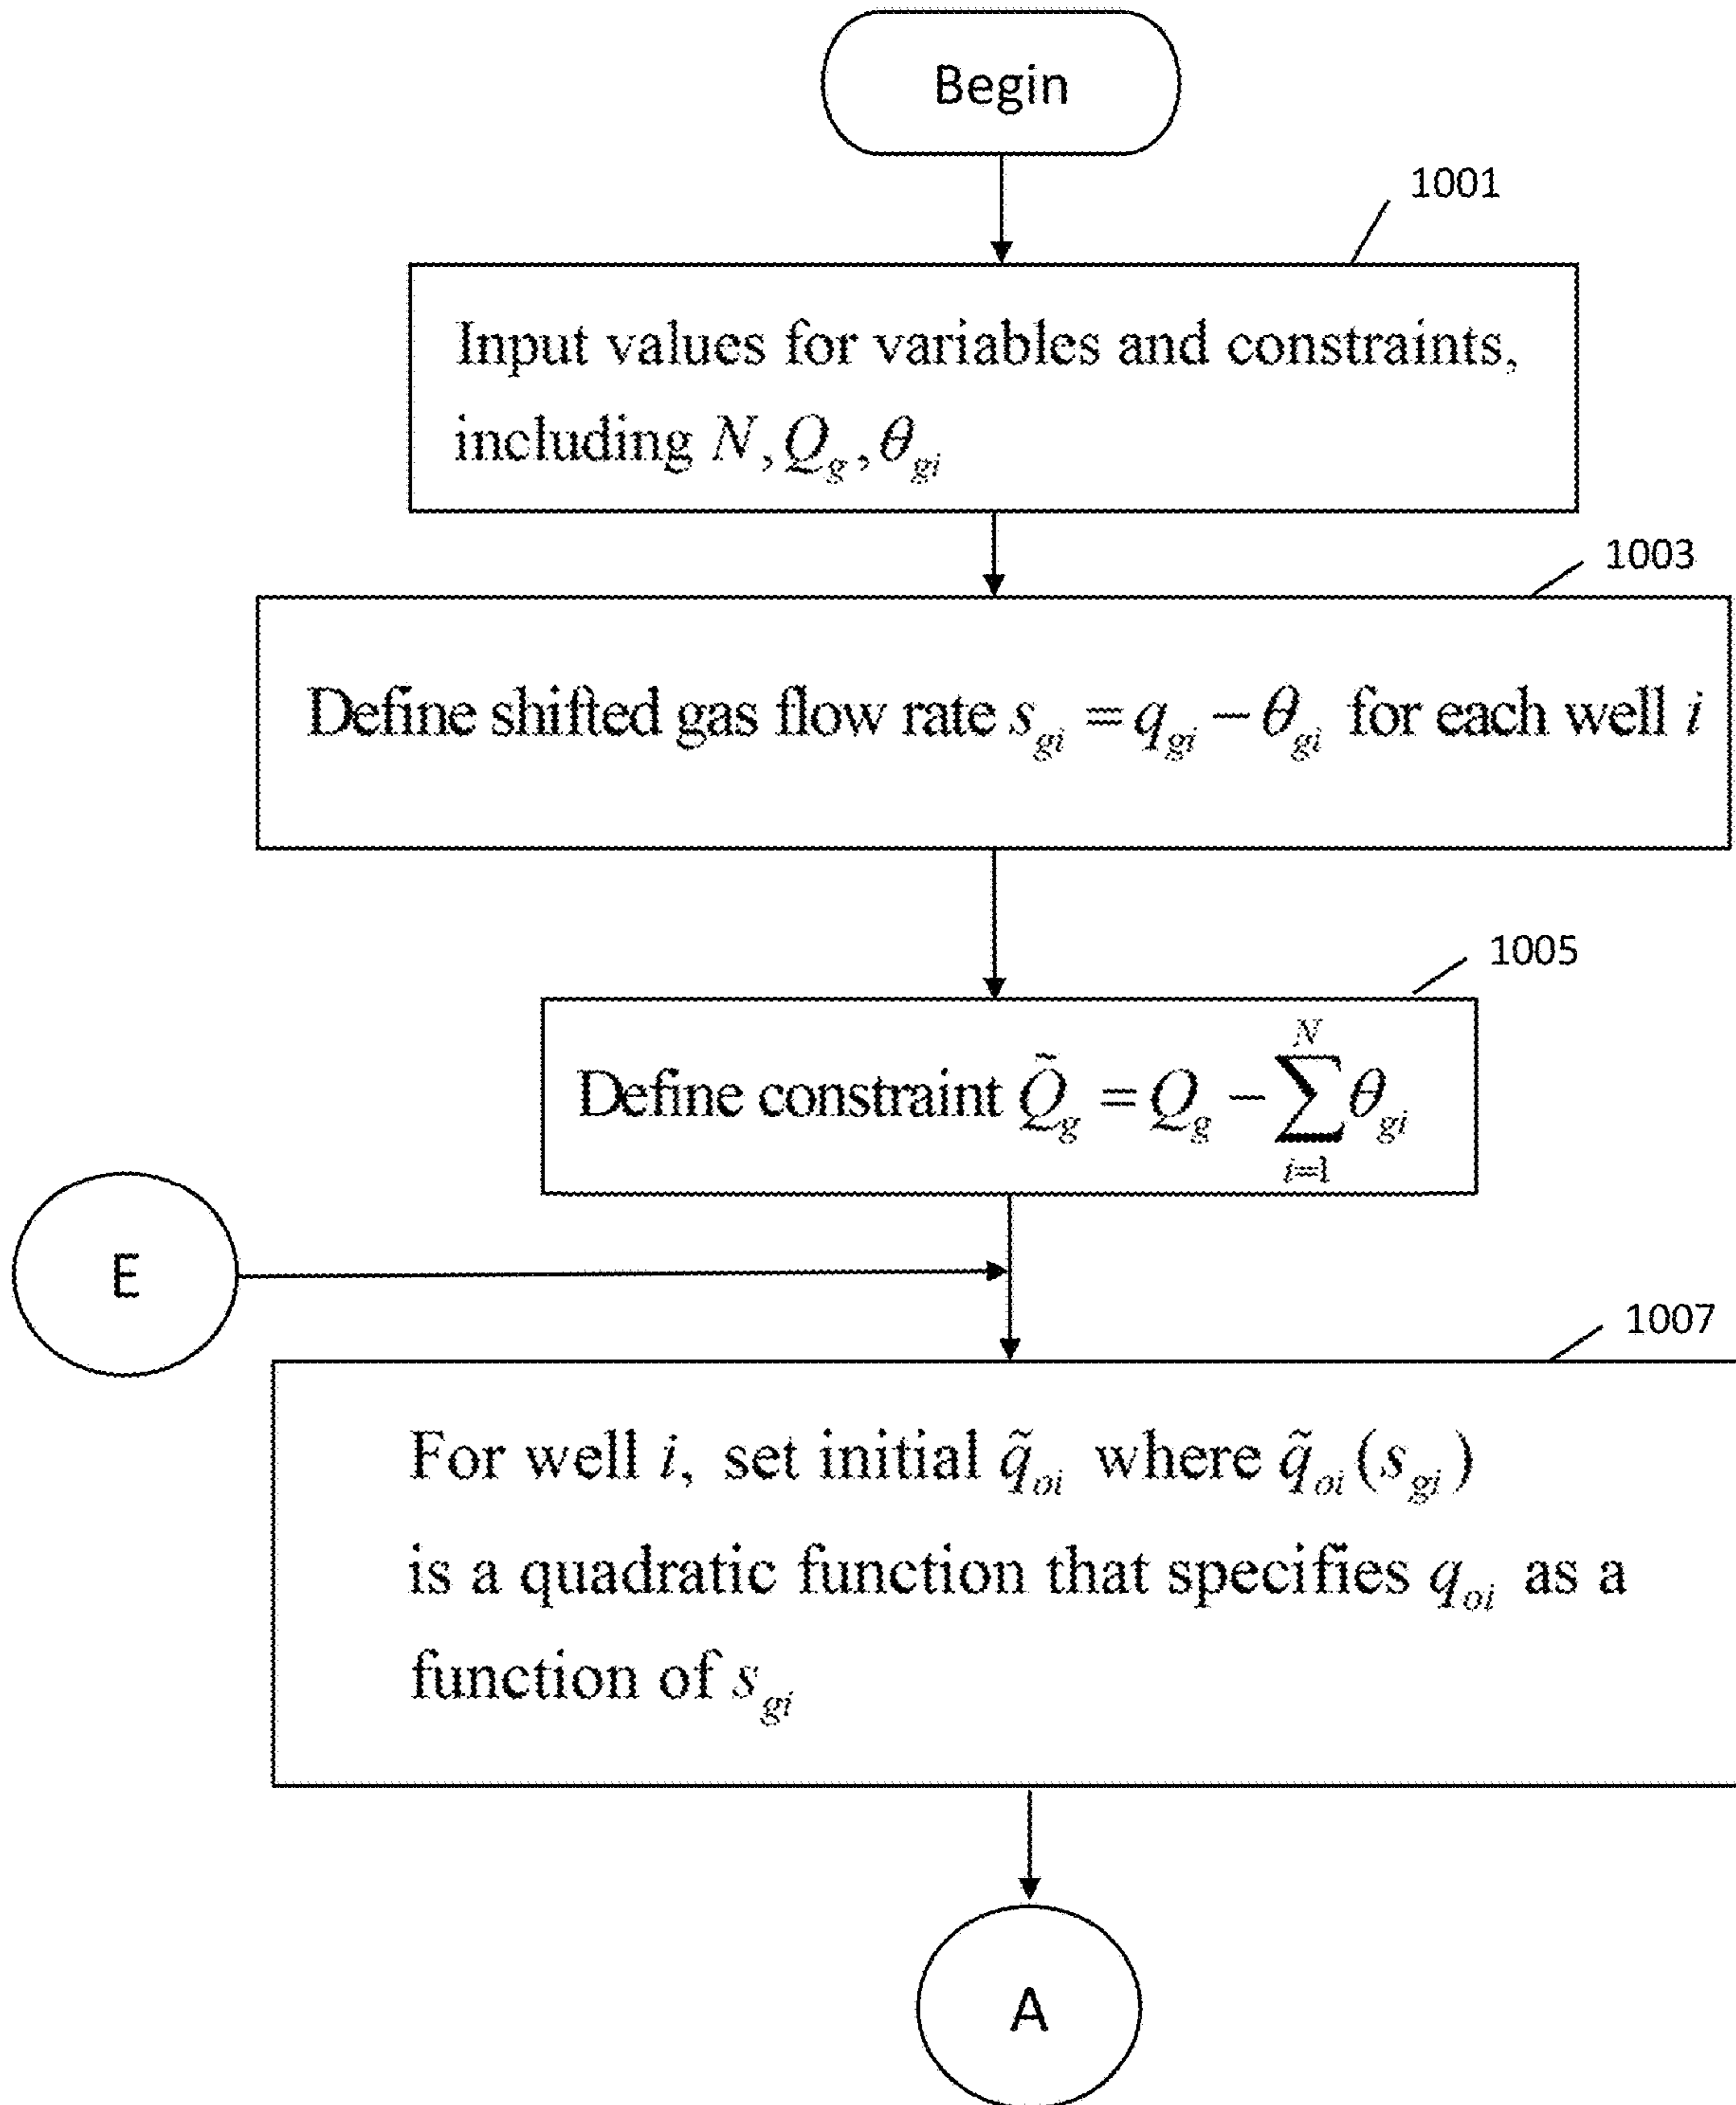 Begin
1001
Input values for variables and constraints,
including N, Q_g, θ_gi
1003
Define shifted gas flow rate s_gi = q_gi − θ_gi for each well i
1005
Define constraint Q̃_g = Q_g − ∑_{i=1}^{N} θ_gi
E
1007
For well i, set initial q̃_oi where q̃_oi(s_gi)
is a quadratic function that specifies q_oi as a
function of s_gi
A